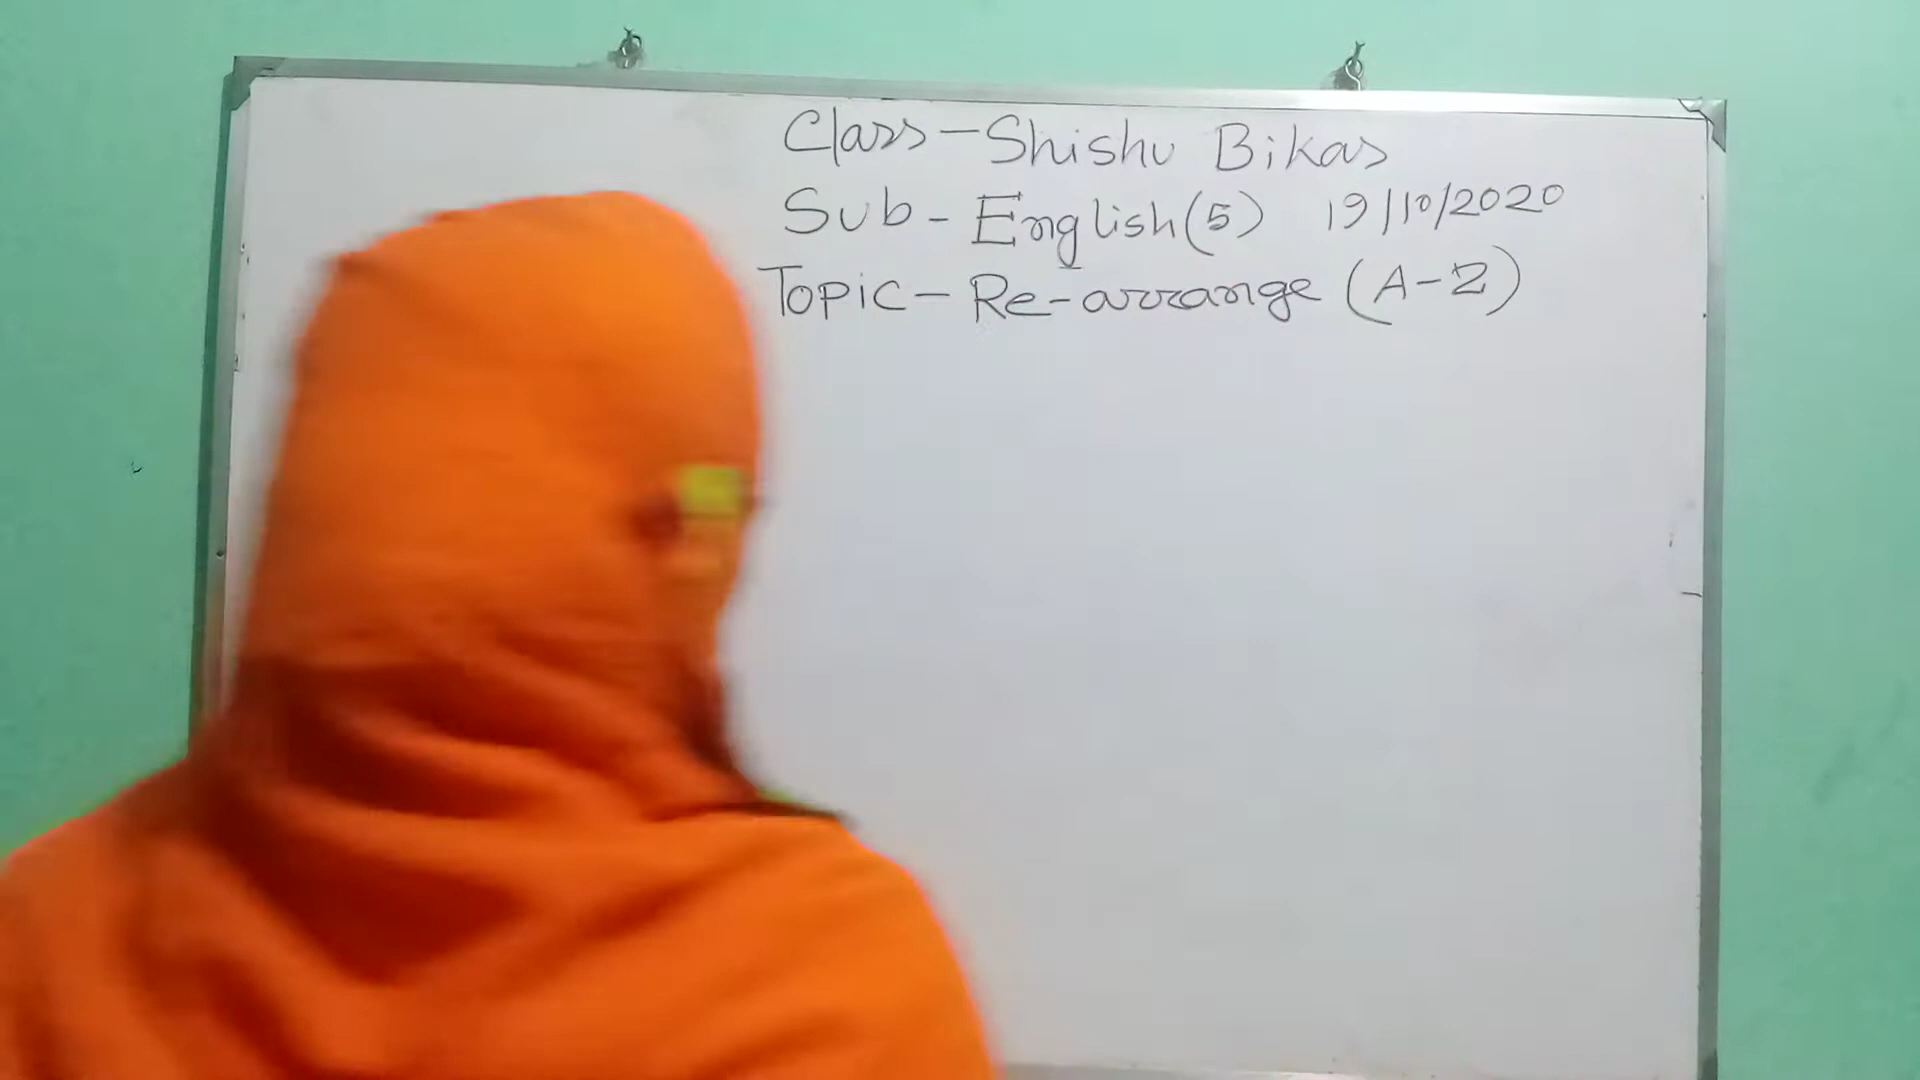 Class-Shishu Bikas
Sub-English(5) 19/10/2020
Topic-Re-arrange (A-Z)